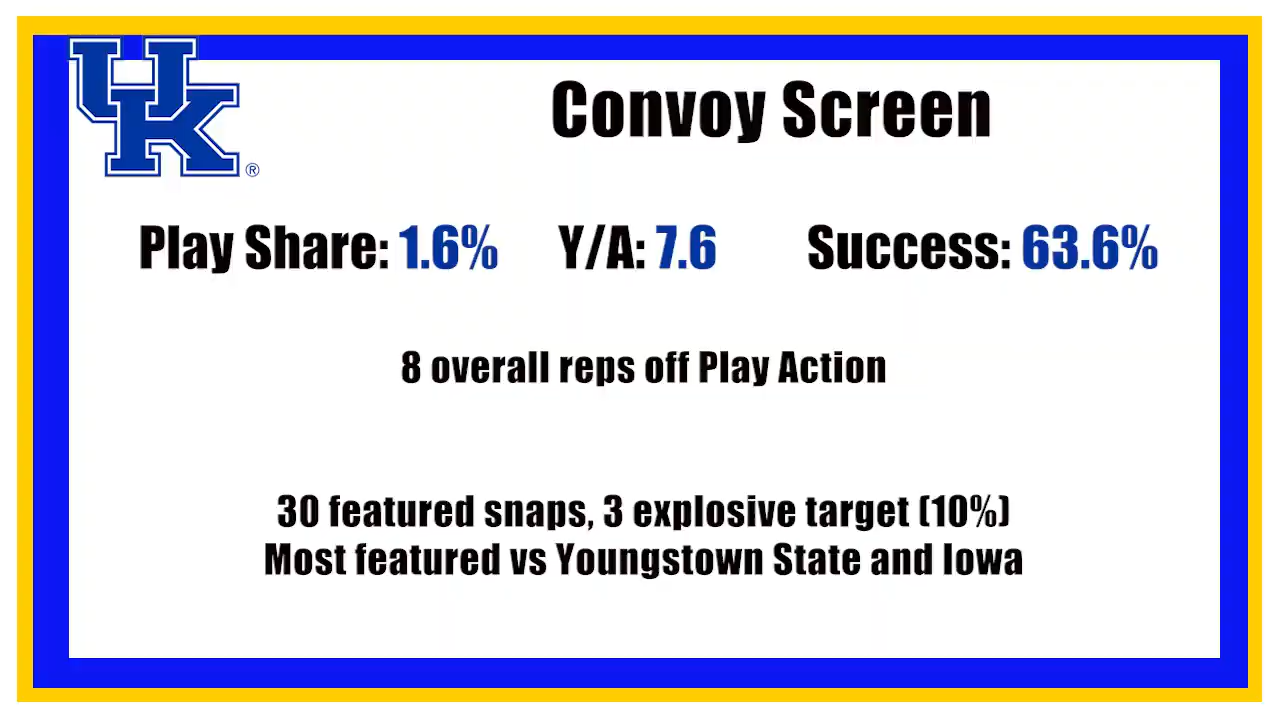 UK®
Convoy Screen
Play Share: 1.6% Y/A: 7.6 Success: 63.6%
8 overall reps off Play Action
30 featured snaps, 3 explosive target (10%)
Most featured vs Youngstown State and Iowa